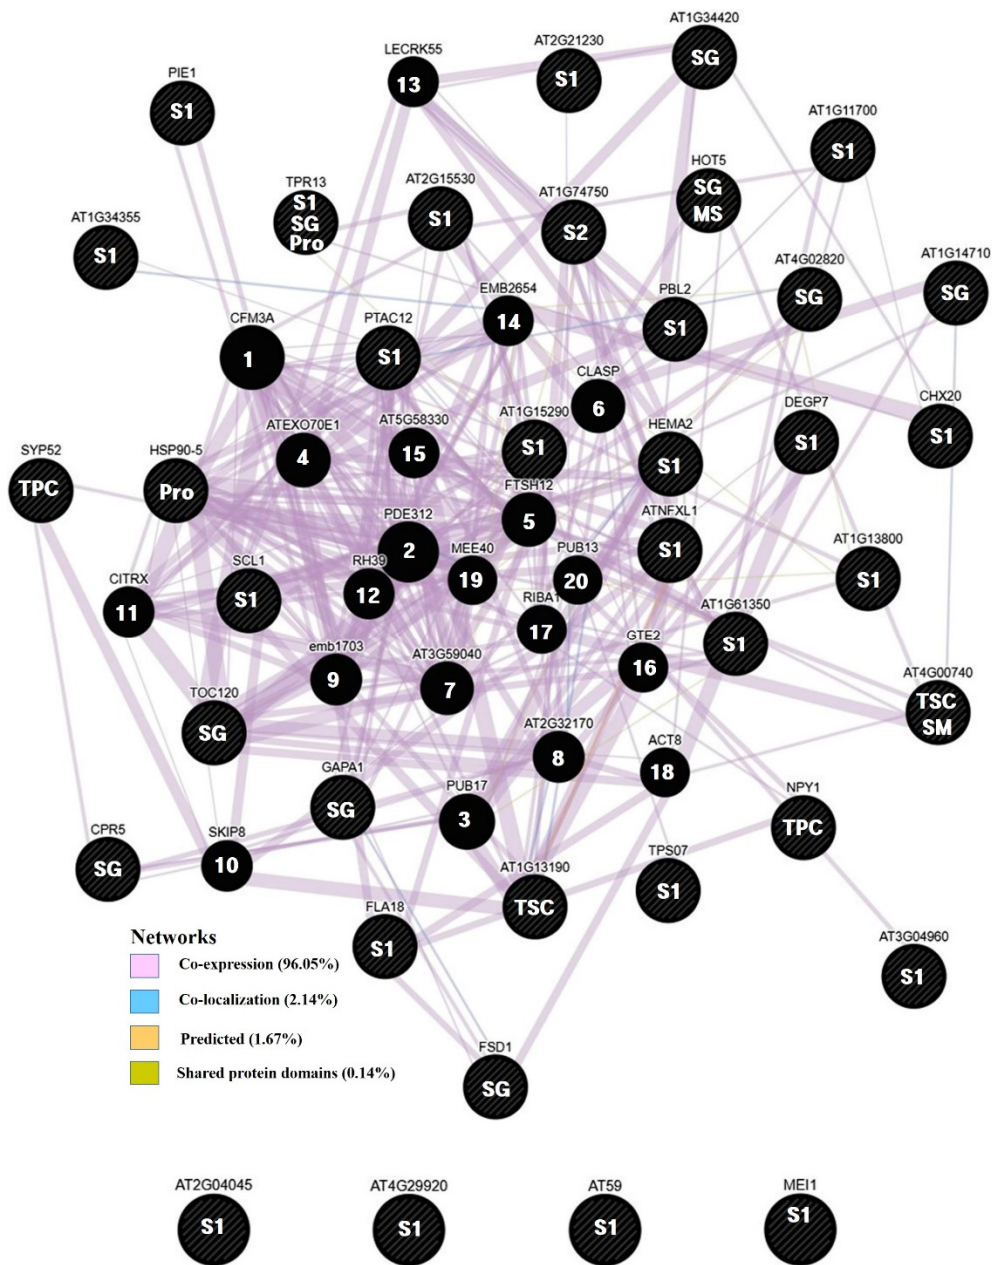 AT1G34420
SG
AT2G21230
S1
LECRK55
13
PIE1
S1
AT1G11700
S1
HOT5
SG
MS
AT2G15530
S1
TPR13
S1
SG
Pro
AT1G74750
S2
AT1G34355
S1
AT4G02820
SG
AT1G14710
SG
PBL2
S1
EMB2654
14
CFM3A
1
PTAC12
S1
CLASP
6
CHX20
S1
DEGP7
S1
AT1G15290
S1
HEMA2
S1
ATEXO70E1
4
AT5G58330
15
SYP52
TPC
HSP90-5
Pro
FTSH12
5
ATNFXL1
S1
PDE312
2
AT1G13800
S1
MEE40
19
PUB13
20
RH39
12
SCL1
S1
CITRX
11
RIBA1
17
AT1G61350
S1
GTE2
16
emb1703
9
AT3G59040
7
AT4G00740
TSC
SM
TOC120
SG
AT2G32170
8
ACT8
18
GAPA1
SG
PUB17
3
NPY1
TPC
CPR5
SG
SKIP8
10
AT1G13190
TSC
TPS07
S1
FLA18
S1
AT3G04960
S1
Networks
Co-expression (96.05%)
Co-localization (2.14%)
Predicted (1.67%)
Shared protein domains (0.14%)
FSD1
SG
AT2G04045
S1
AT4G29920
S1
AT59
S1
MEI1
S1